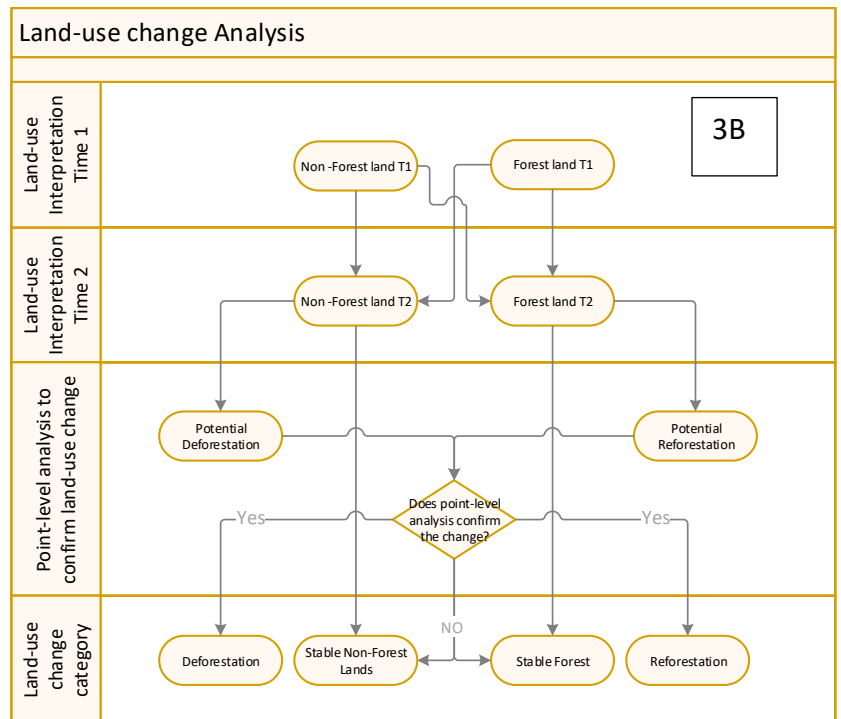 Land-use change Analysis
Land-use
Interpretation
Time 1
3B
Non -Forest land T1
Forest land T1
Land-use
Interpretation
Time 2
Non -Forest land T2
Forest land T2
Point-level analysis to
confirm land-use change
Potential
Deforestation
Potential
Reforestation
Does point-level
analysis confirm
the change?
Yes
Yes
NO
Land-use
change
category
Deforestation
Stable Non-Forest
Lands
Stable Forest
Reforestation